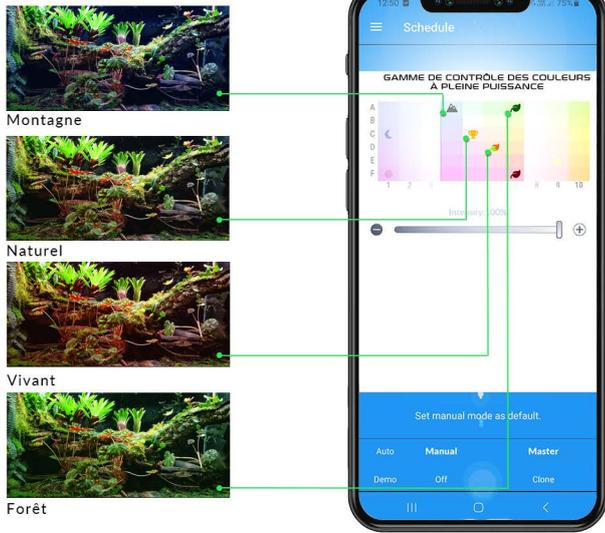 12:50
75%
Schedule
GAMME DE CONTRÔLE DES COULEURS
À PLEINE PUISSANCE
A
B
C
D
E
F
1 2 8 9 10
Intensity: 100%
Set manual mode as default.
Auto Manual Master
Demo Off Clone
Montagne
Naturel
Vivant
Forêt